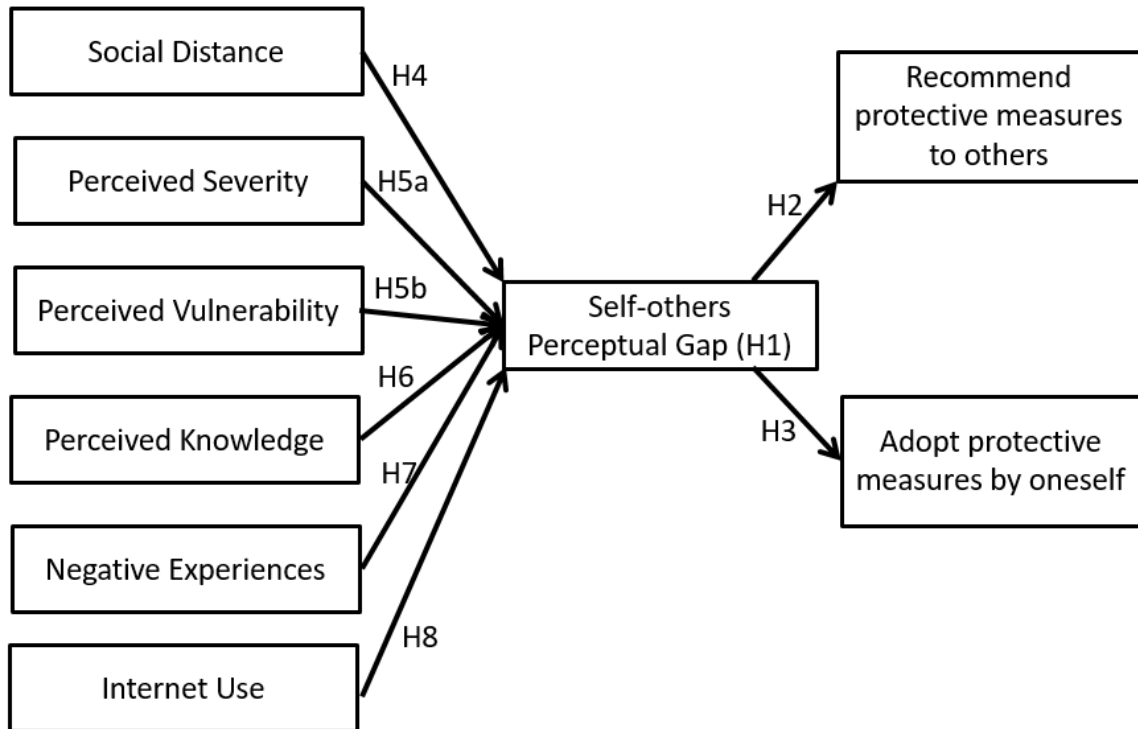 Social Distance
H4
Perceived Severity
H5a
Perceived Vulnerability
H5b
Perceived Knowledge
H6
Negative Experiences
H7
Internet Use
H8
Self-others
Perceptual Gap (H1)
H2
Recommend
protective measures
to others
H3
Adopt protective
measures by oneself